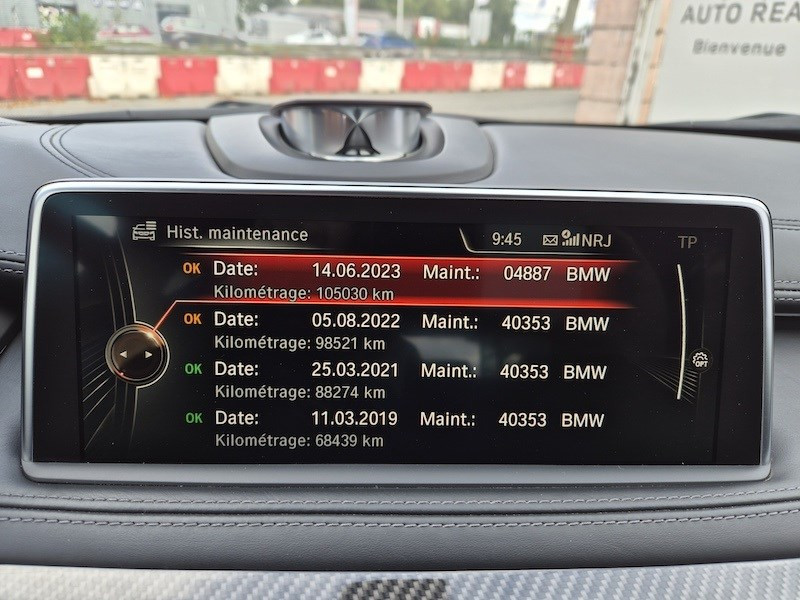 AUTO REA
Bienvenue
Hist. maintenance 9:45 NRJ TP
OK Date: 14.06.2023 Maint.: 04887 BMW
Kilométrage: 105030 km
OK Date: 05.08.2022 Maint.: 40353 BMW
Kilométrage: 98521 km
OK Date: 25.03.2021 Maint.: 40353 BMW
Kilométrage: 88274 km
OK Date: 11.03.2019 Maint.: 40353 BMW
Kilométrage: 68439 km
OPT